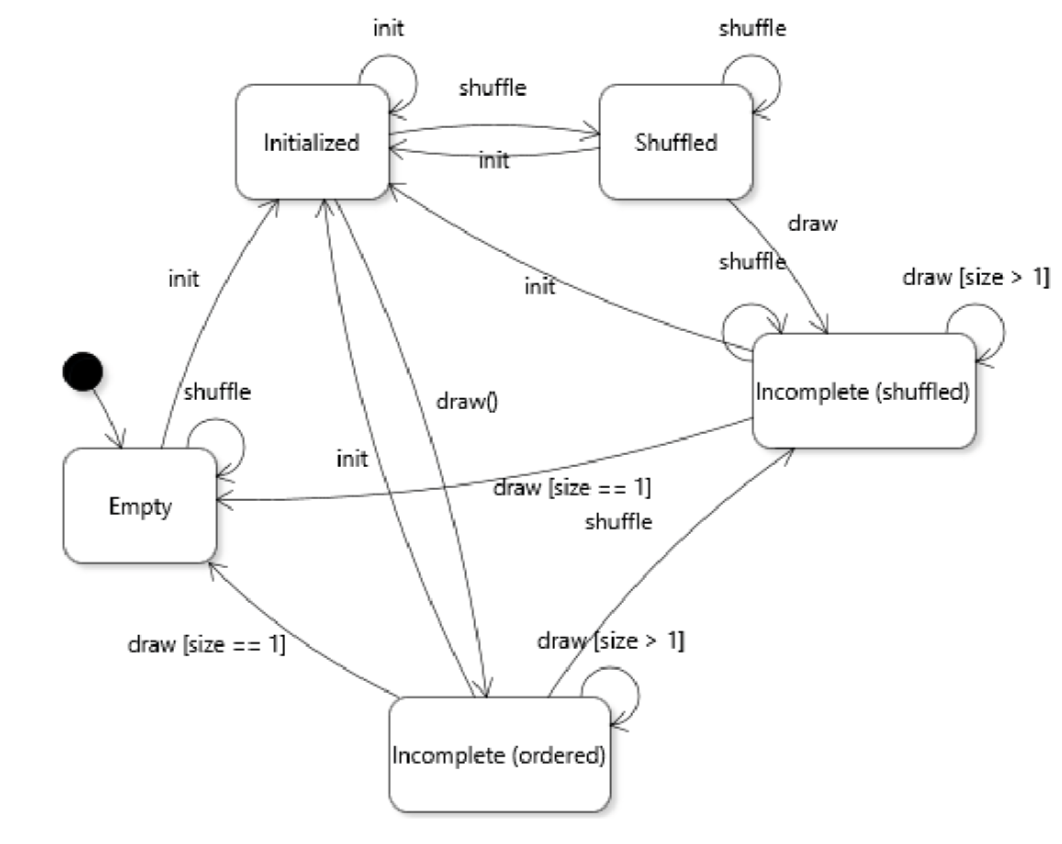 init
shuffle
shuffle
Initialized
Shuffled
init
draw
shuffle
init
draw [size > 1]
init
shuffle
draw()
Incomplete (shuffled)
init
draw [size == 1]
Empty
shuffle
draw [size == 1]
draw [size > 1]
Incomplete (ordered)